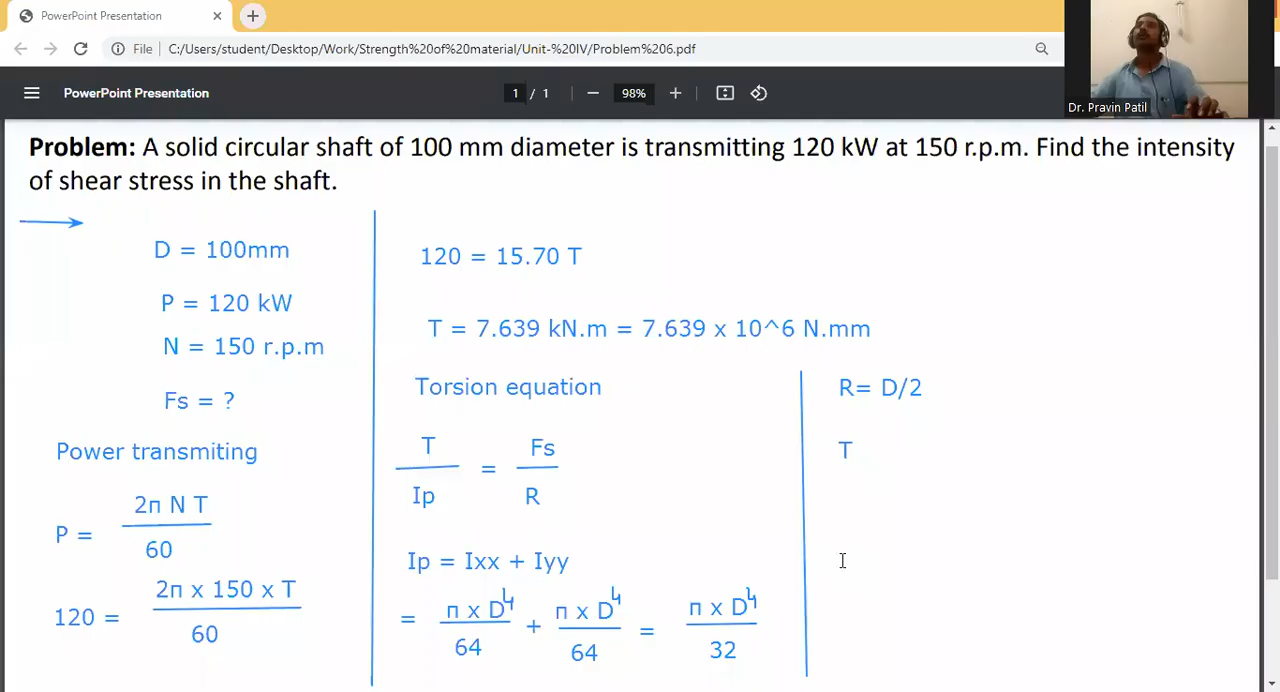 PowerPoint Presentation
File
C:/Users/student/Desktop/Work/Strength%20of%20material/Unit-%20IV/Problem%206.pdf
PowerPoint Presentation
1 / 1
98%
Dr. Pravin Patil
Problem: A solid circular shaft of 100 mm diameter is transmitting 120 kW at 150 r.p.m. Find the intensity
of shear stress in the shaft.
D = 100mm
P = 120 kW
N = 150 r.p.m
Fs = ?
Power transmiting
P = 2п N T
60
120 = 2п x 150 x T
60
120 = 15.70 T
T = 7.639 kN.m = 7.639 x 10^6 N.mm
Torsion equation
T = Fs
Ip R
Ip = Ixx + Iyy
= п x D4 + п x D4 = п x D4
64 64 32
R= D/2
T